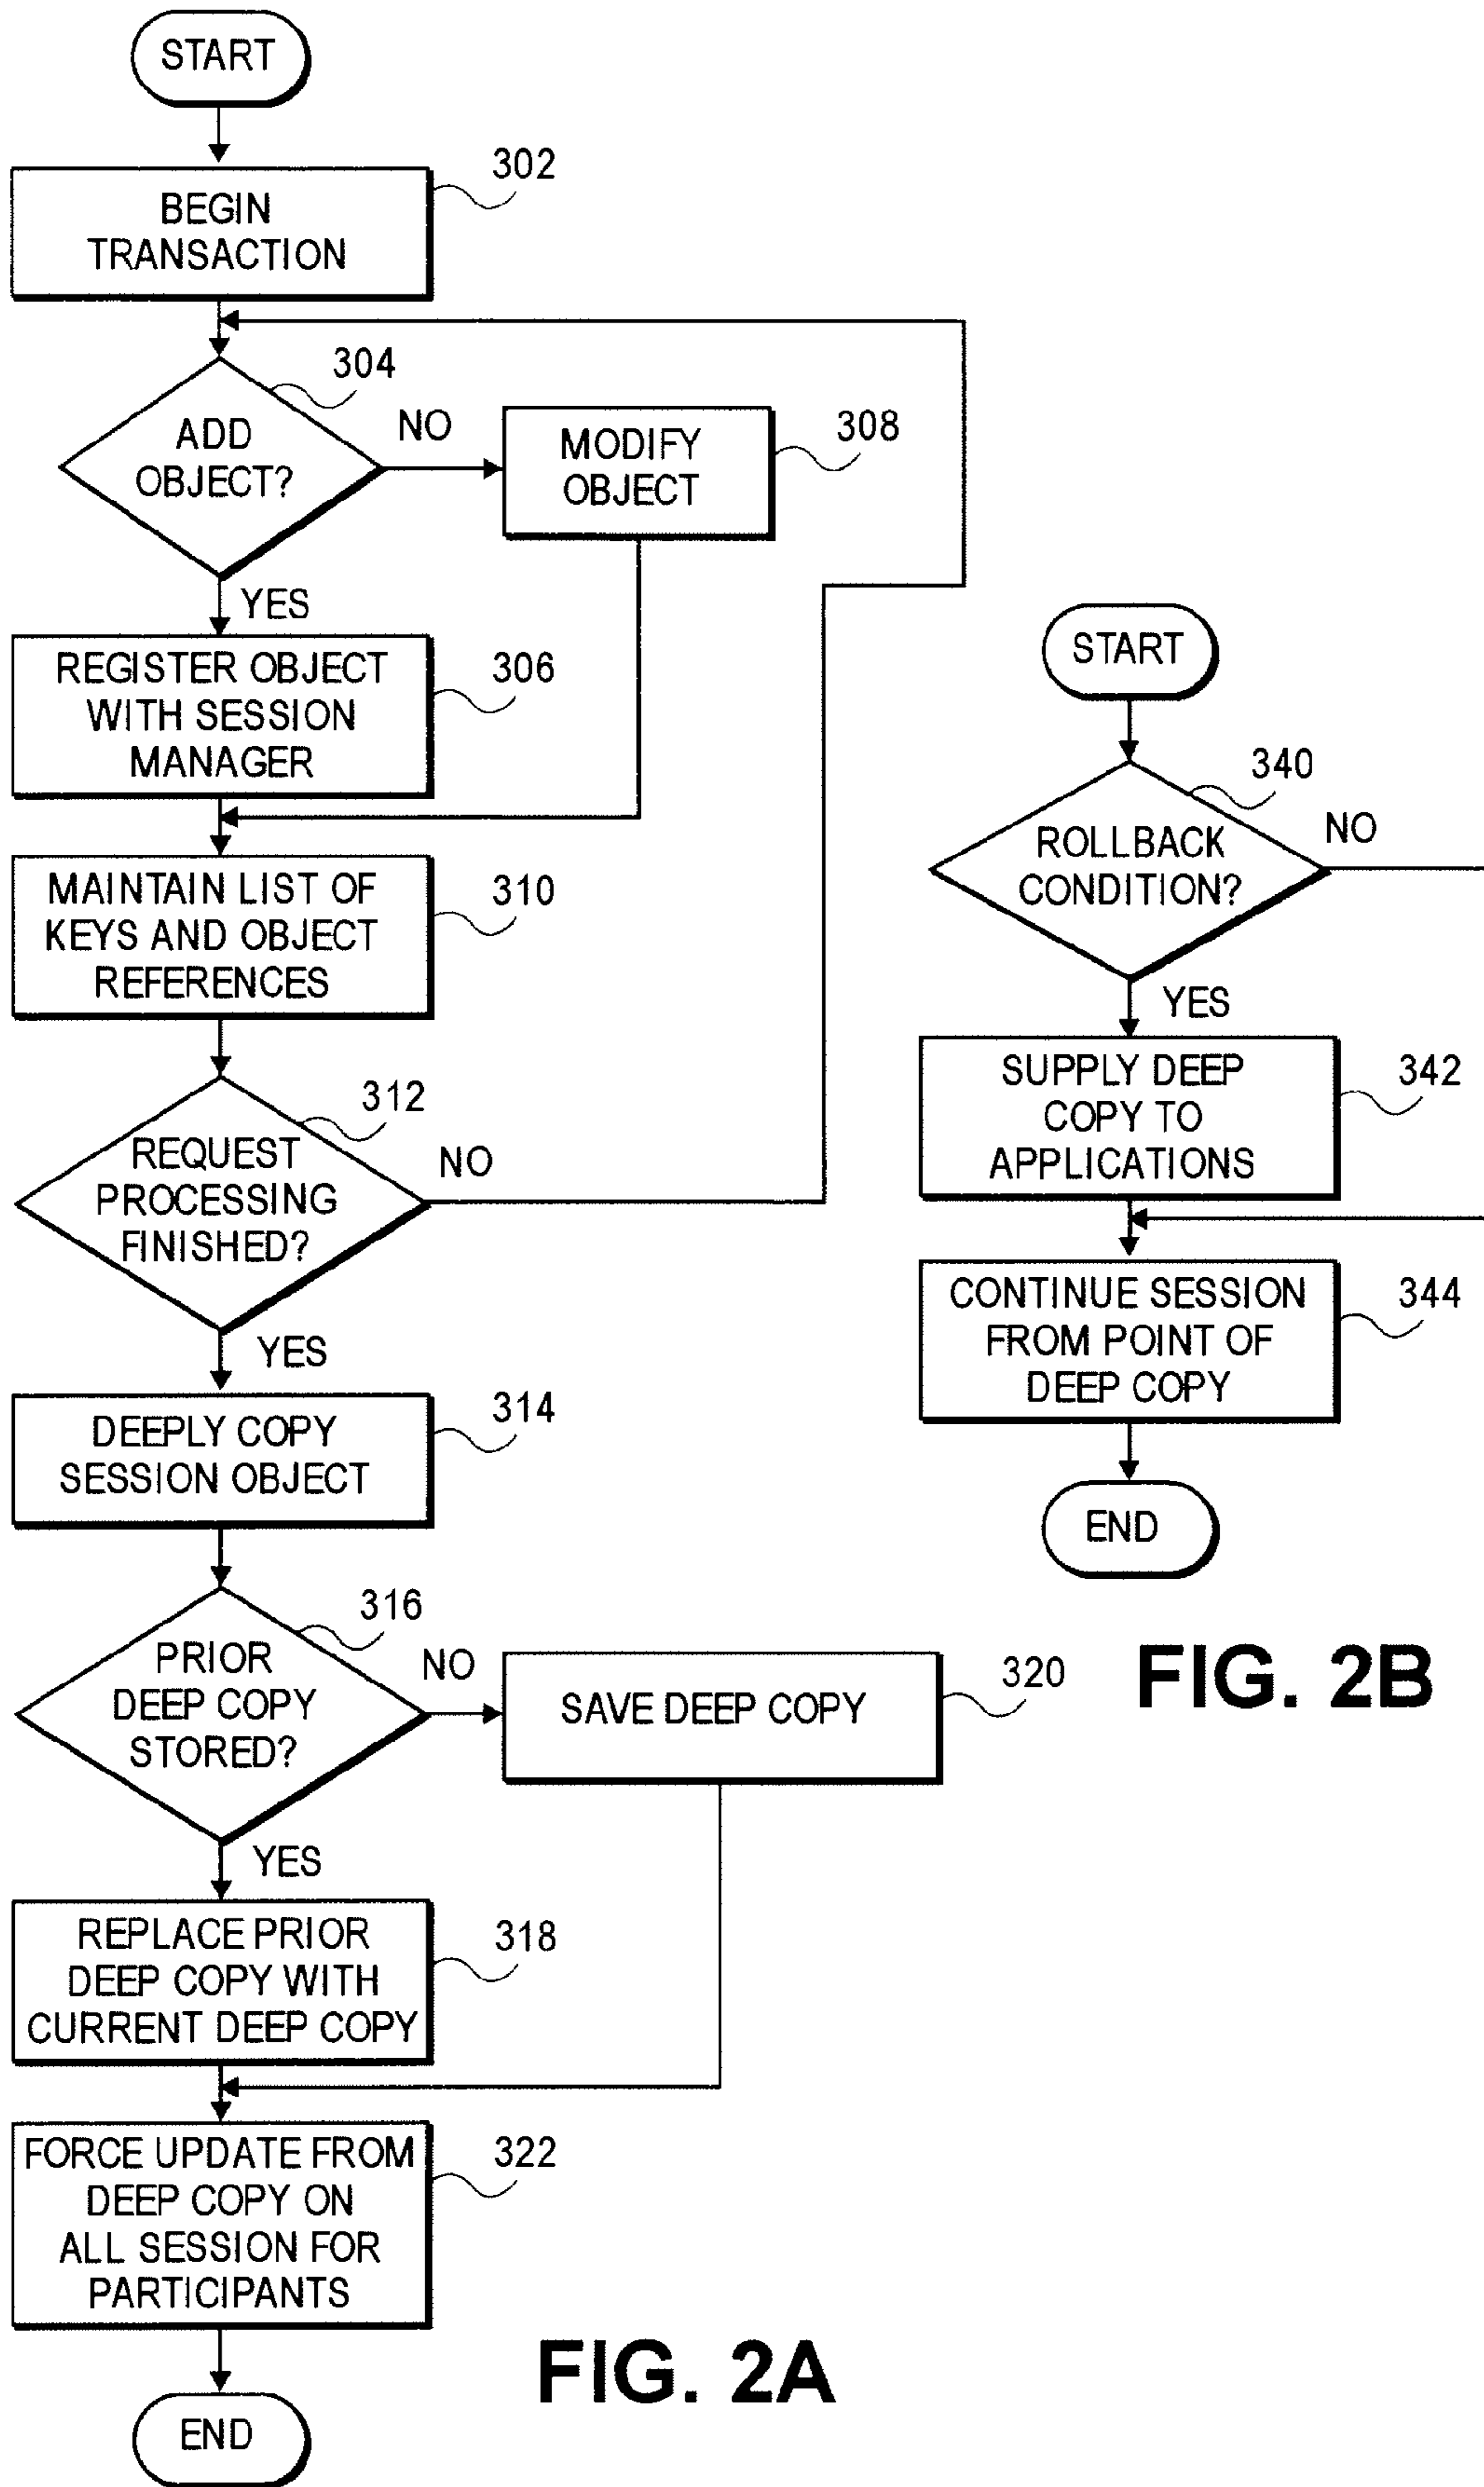 START
302
BEGIN
TRANSACTION
304
ADD
OBJECT?
NO
MODIFY
OBJECT
308
YES
REGISTER OBJECT
WITH SESSION
MANAGER
306
MAINTAIN LIST OF
KEYS AND OBJECT
REFERENCES
310
312
REQUEST
PROCESSING
FINISHED?
NO
YES
DEEPLY COPY
SESSION OBJECT
314
316
PRIOR
DEEP COPY
STORED?
NO
SAVE DEEP COPY
320
YES
REPLACE PRIOR
DEEP COPY WITH
CURRENT DEEP COPY
318
FORCE UPDATE FROM
DEEP COPY ON
ALL SESSION FOR
PARTICIPANTS
322
END
FIG. 2A
START
340
ROLLBACK
CONDITION?
NO
YES
SUPPLY DEEP
COPY TO
APPLICATIONS
342
CONTINUE SESSION
FROM POINT OF
DEEP COPY
344
END
FIG. 2B